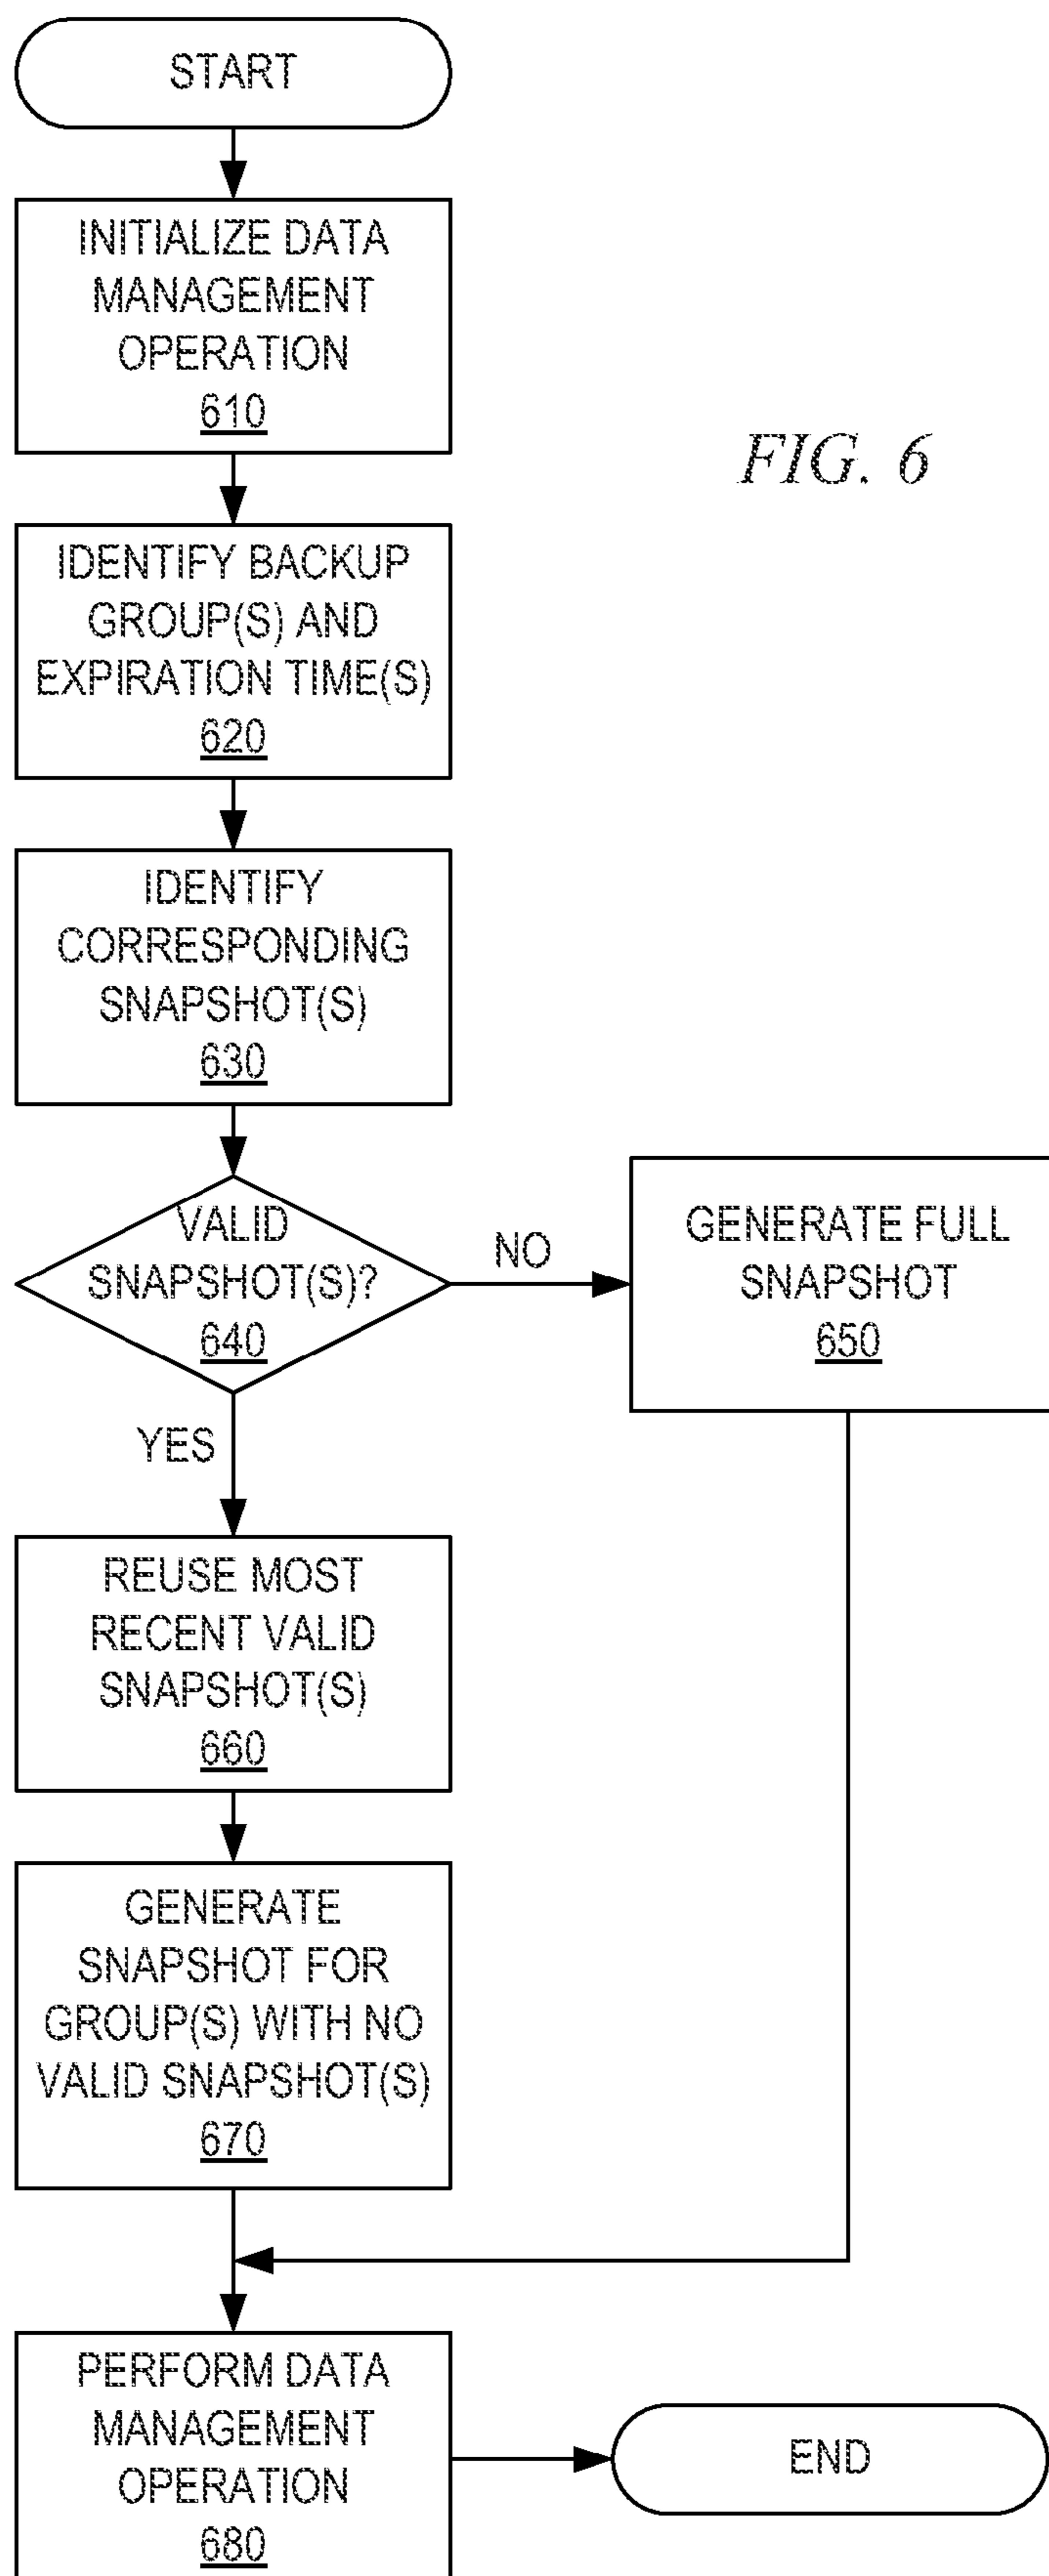 START
INITIALIZE DATA
MANAGEMENT
OPERATION
610
FIG. 6
IDENTIFY BACKUP
GROUP(S) AND
EXPIRATION TIME(S)
620
IDENTIFY
CORRESPONDING
SNAPSHOT(S)
630
VALID
SNAPSHOT(S)?
640
NO
GENERATE FULL
SNAPSHOT
650
YES
REUSE MOST
RECENT VALID
SNAPSHOT(S)
660
GENERATE
SNAPSHOT FOR
GROUP(S) WITH NO
VALID SNAPSHOT(S)
670
PERFORM DATA
MANAGEMENT
OPERATION
680
END